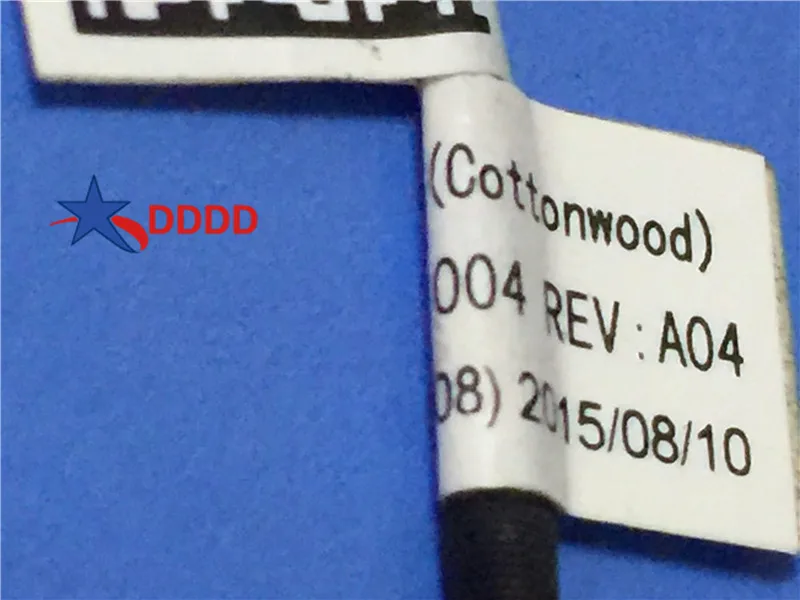 (Cottonwood)
004 REV : A04
08) 2015/08/10
DDDD